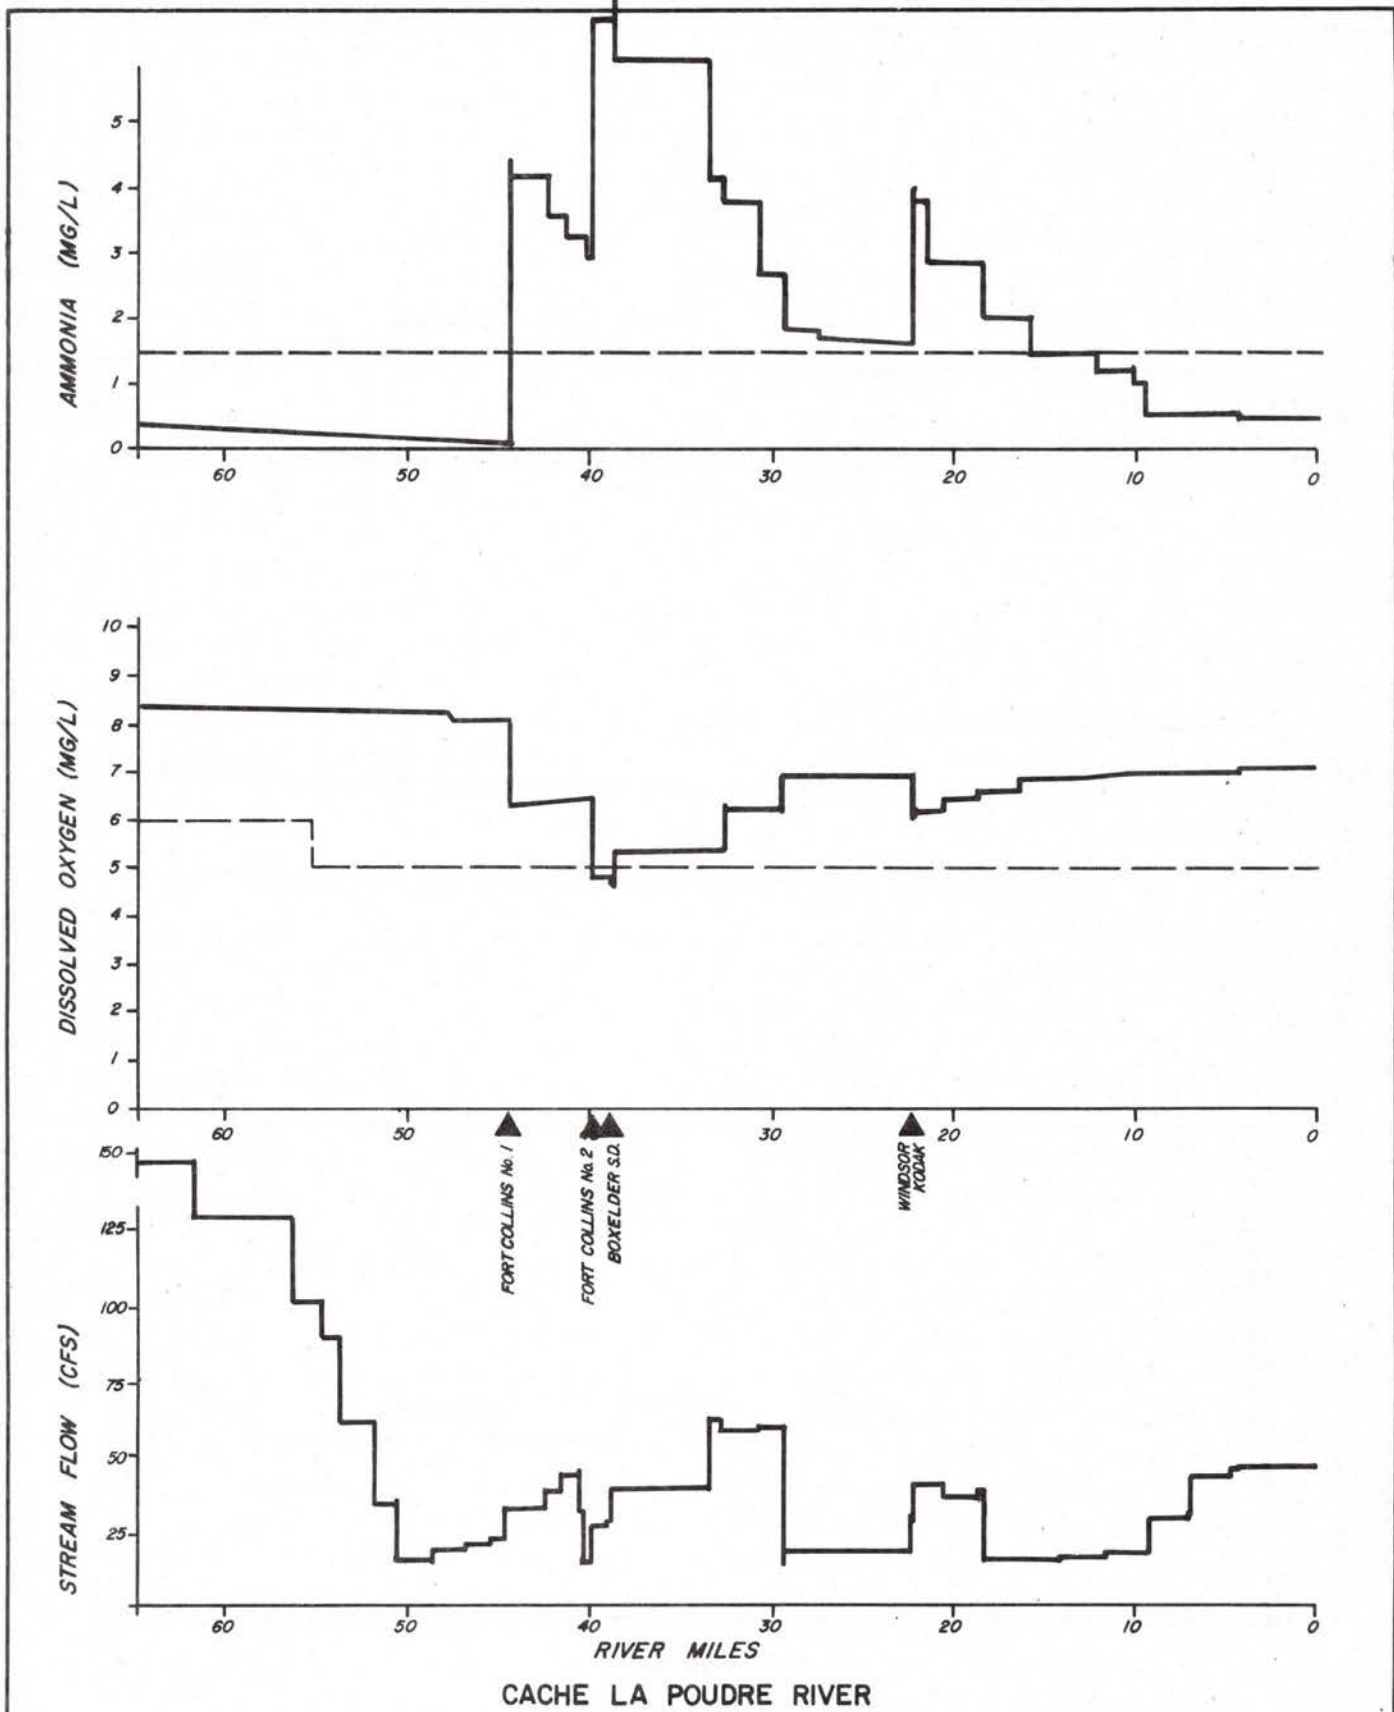 AMMONIA (MG/L)
5
4
3
2
1
0
60 50 40 30 20 10 0
DISSOLVED OXYGEN (MG/L)
10
9
8
7
6
5
4
3
2
1
0
60 50 30 20 10 0
FORT COLLINS No. 1
FORT COLLINS No. 2
BOXELDER S.D.
WINDSOR
KODAK
STREAM FLOW (CFS)
150
125
100
75
50
25
60 50 40 30 20 10 0
RIVER MILES
CACHE LA POUDRE RIVER